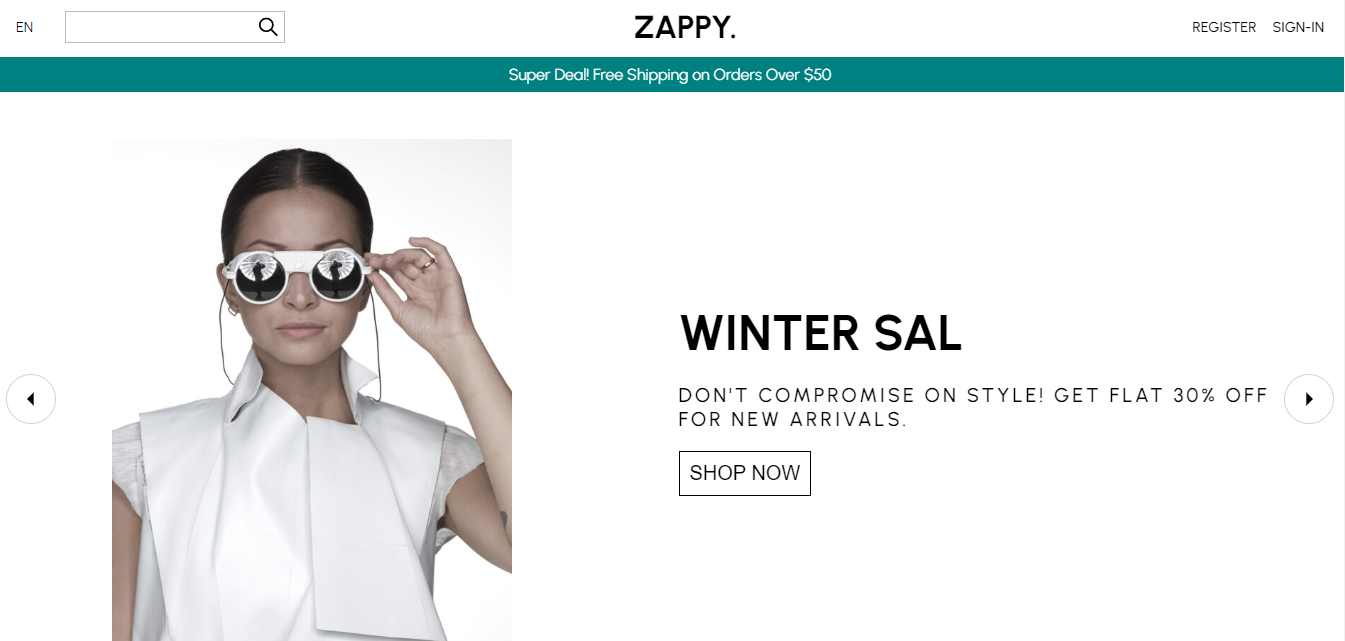 EN
ZAPPY.
REGISTER
SIGN-IN
Super Deal! Free Shipping on Orders Over $50
WINTER SAL
DON'T COMPROMISE ON STYLE! GET FLAT 30% OFF
FOR NEW ARRIVALS.
SHOP NOW